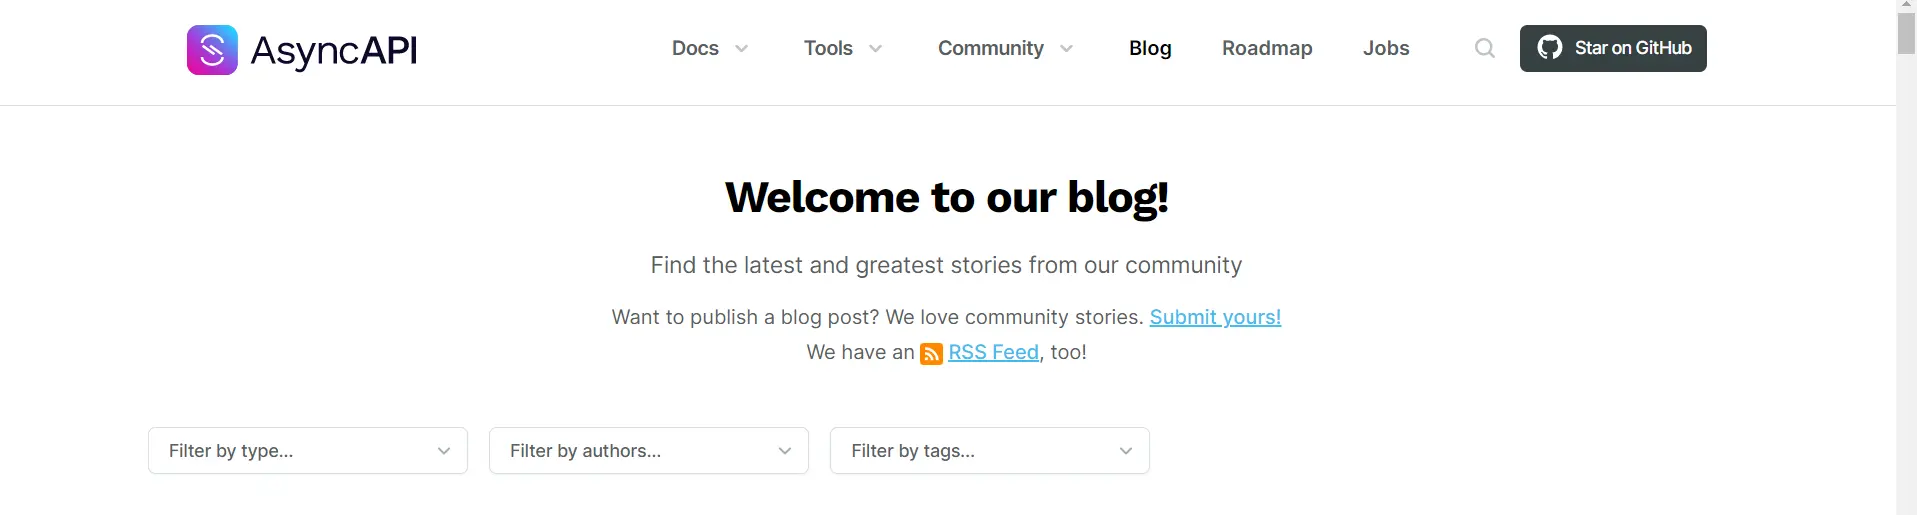 AsyncAPI
Docs Tools Community Blog Roadmap Jobs Star on GitHub
Welcome to our blog!
Find the latest and greatest stories from our community
Want to publish a blog post? We love community stories. Submit yours!
We have an RSS Feed, too!
Filter by type... Filter by authors... Filter by tags...